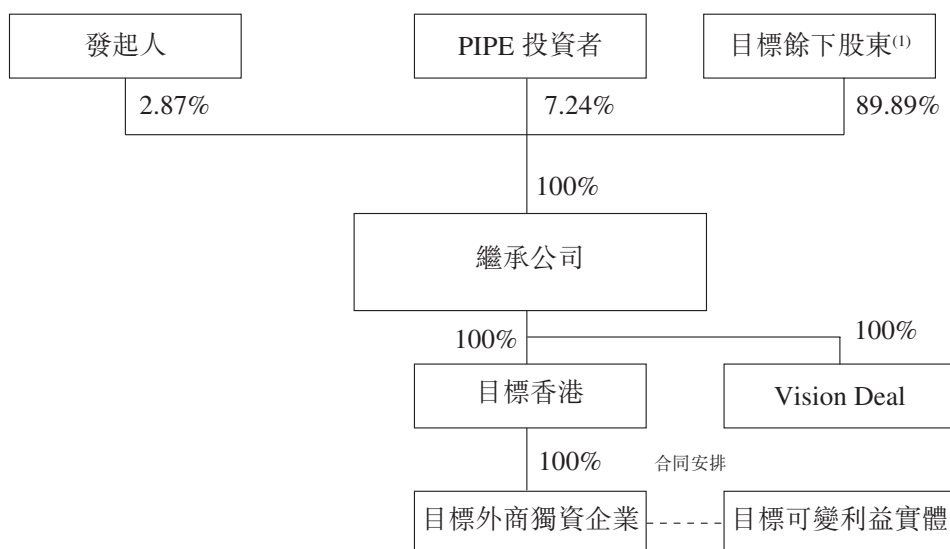 發起人
PIPE 投資者
目標餘下股東(1)
2.87%
7.24%
89.89%
100%
繼承公司
100%
100%
目標香港
Vision Deal
100%
合同安排
目標外商獨資企業
目標可變利益實體